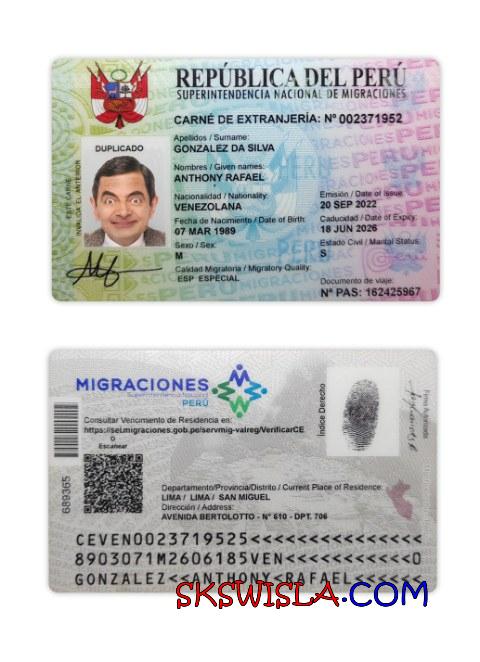 REPÚBLICA DEL PERÚ
SUPERINTENDENCIA NACIONAL DE MIGRACIONES
CARNÉ DE EXTRANJERÍA: Nº 002371952
DUPLICADO
ESTE CARNÉ
INVALIDA EL ANTERIOR
Apellidos / Surname:
GONZALEZ DA SILVA
Nombres / Given names:
ANTHONY RAFAEL
Nacionalidad / Nationality:
VENEZOLANA
Emisión / Date of Issue:
20 SEP 2022
Fecha de Nacimiento / Date of Birth:
07 MAR 1989
Caducidad / Date of Expiry:
18 JUN 2026
Sexo / Sex:
M
Estado Civil / Marital Status:
S
Calidad Migratoria / Migratory Quality:
ESP ESPECIAL
Documento de viaje:
Nº PAS: 162425967
MIGRACIONES
Superintendencia Nacional
PERÚ
Consultar Vencimiento de Residencia en:
https://sel.migraciones.gob.pe/servmig-valreg/VerificarCE
O
Escanear
689365
Índice Derecho
Firma Autorizada
Departamento/Provincia/Distrito / Current Place of Residence:
LIMA / LIMA / SAN MIGUEL
Dirección / Address:
AVENIDA BERTOLOTTO - Nº 610 - DPT. 706
CEVEN0023719525<<<<<<<<<<<<<<<
8903071M2606185VEN<<<<<<<<<<<0
GONZALEZ<<ANTHONY<RAFAEL<<<<<<
SKSWISLA.COM